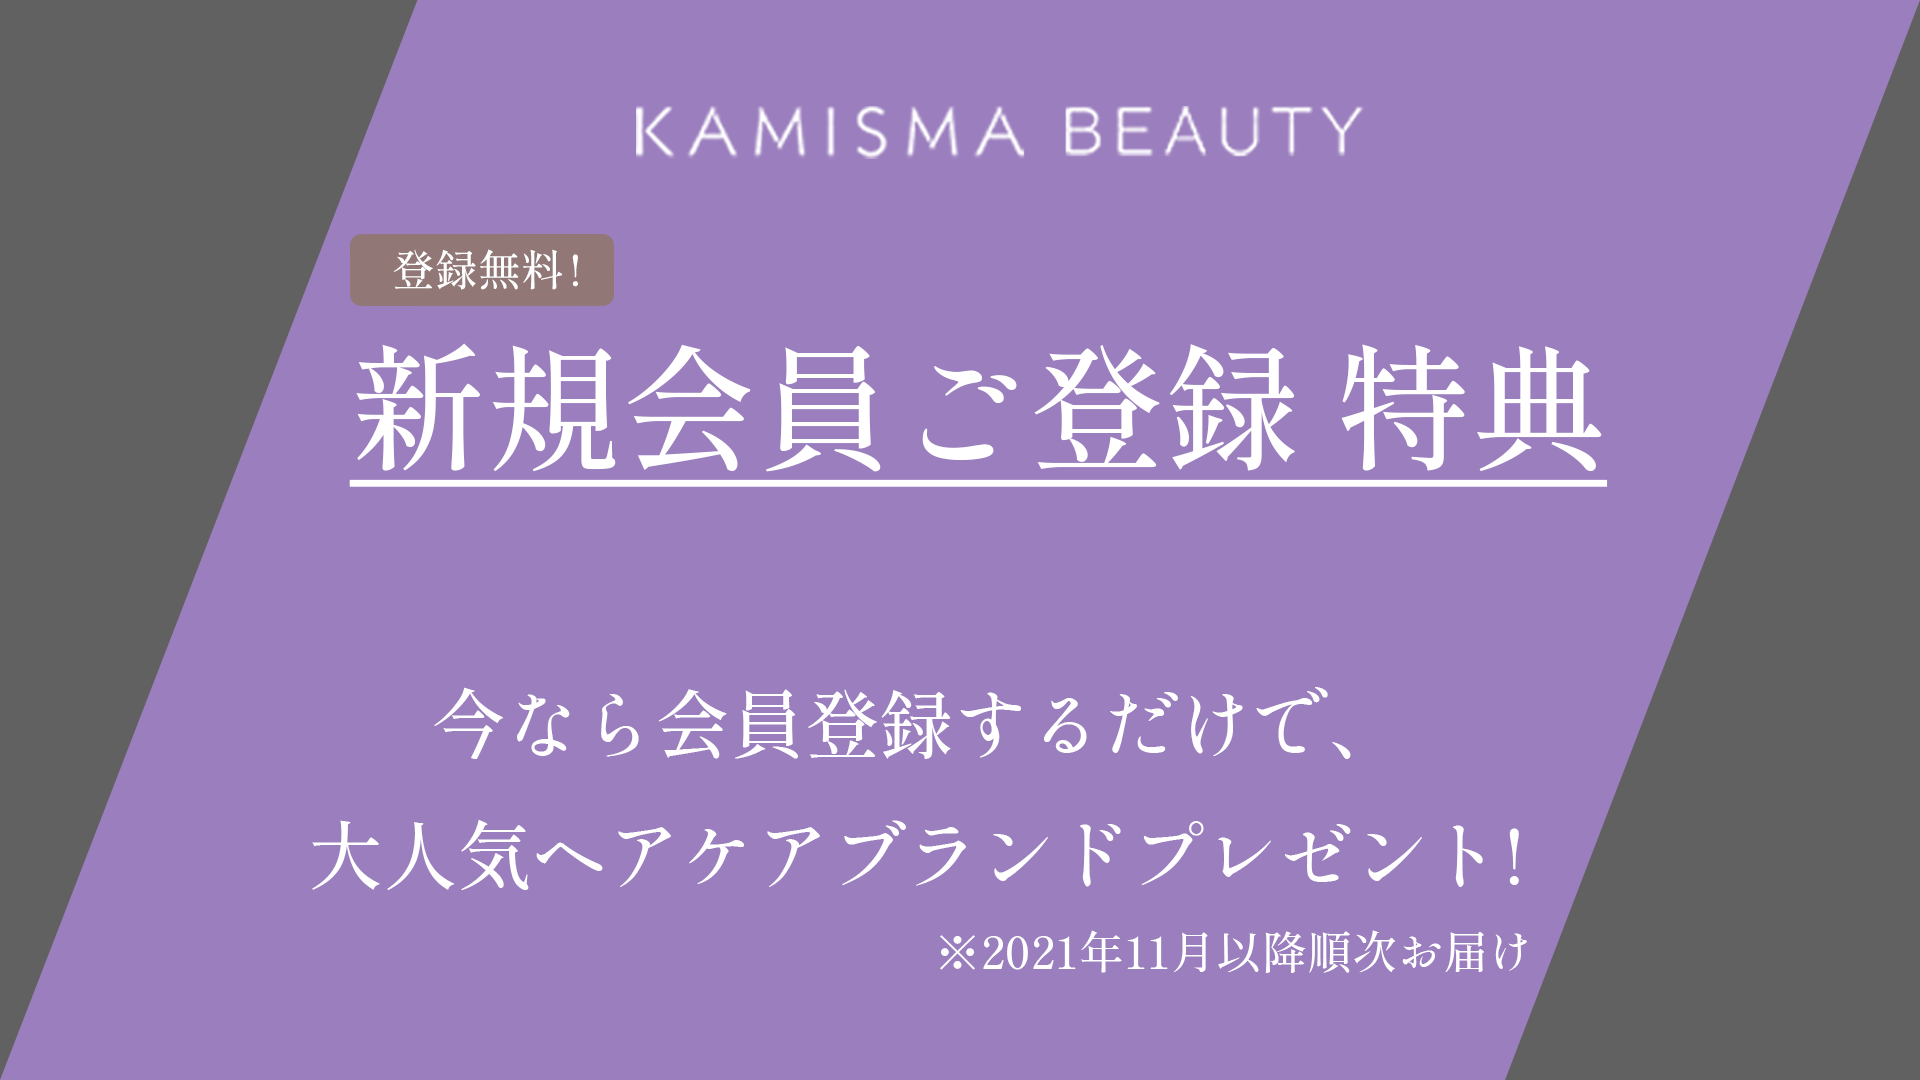 KAMISMA BEAUTY
登録無料!
新規会員ご登録 特典
今なら会員登録するだけで、
大人気ヘアケアブランドプレゼント!
※2021年11月以降順次お届け